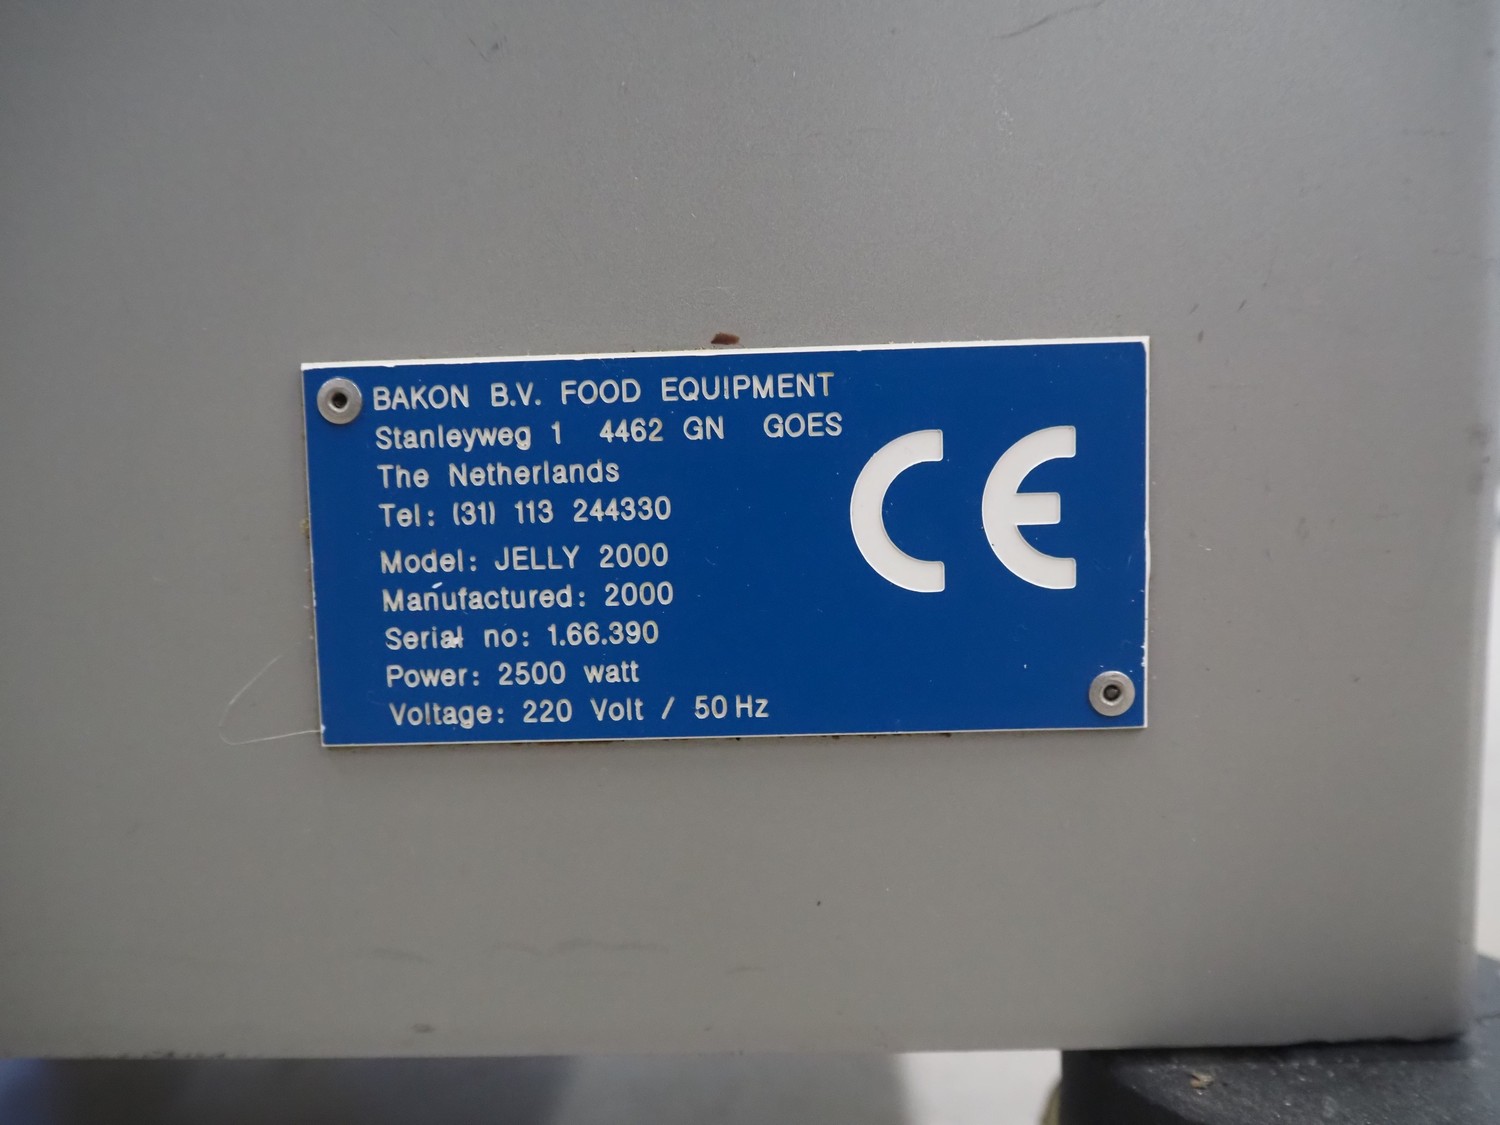 BAKON B.V. FOOD EQUIPMENT
Stanleyweg 1 4462 GN GOES
The Netherlands
Tel: (31) 113 244330
Model: JELLY 2000
Manufactured: 2000
Serial no: 1.66.390
Power: 2500 watt
Voltage: 220 Volt / 50 Hz
CE